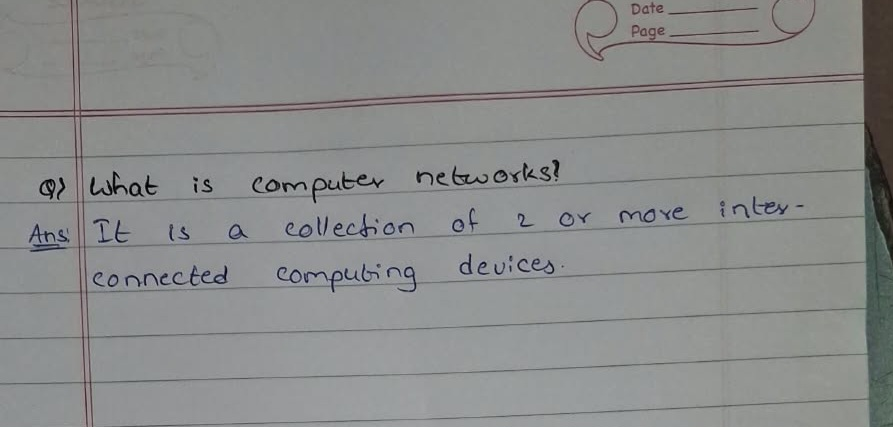 Date
Page
Q) What is computer networks?
Ans: It is a collection of 2 or more inter-
connected computing devices.